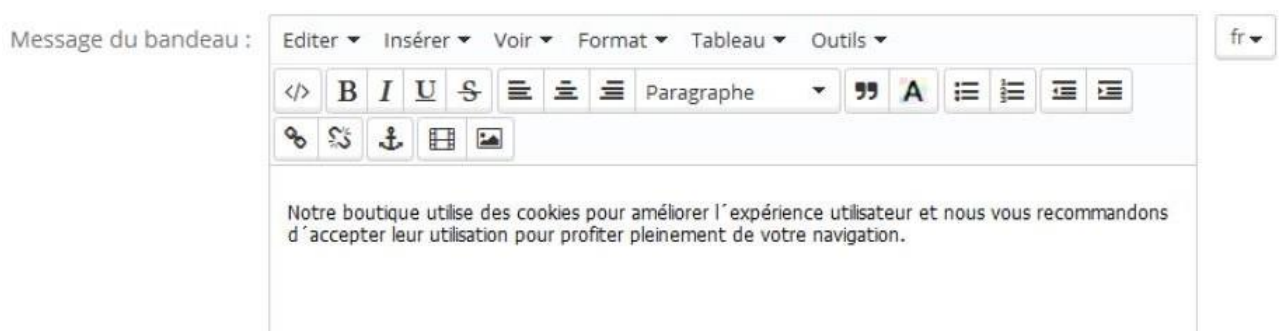 Message du bandeau :
Editer Insérer Voir Format Tableau Outils
fr
</> B I U S Paragraphe A
Notre boutique utilise des cookies pour améliorer l´expérience utilisateur et nous vous recommandons
d´accepter leur utilisation pour profiter pleinement de votre navigation.